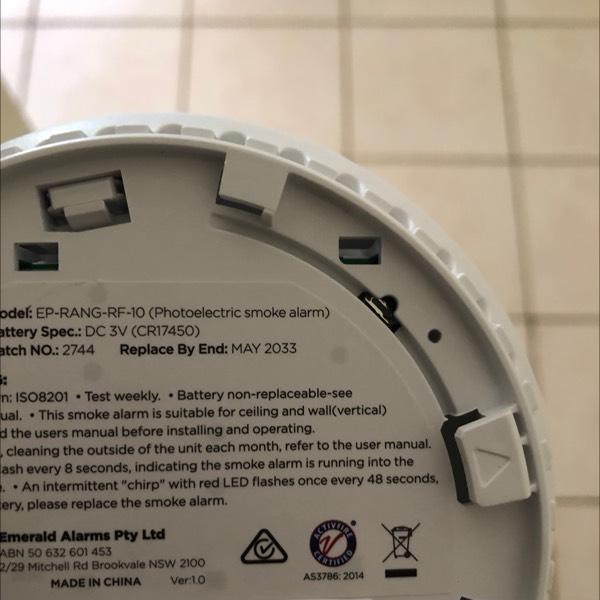 odel: EP-RANG-RF-10 (Photoelectric smoke alarm)
attery Spec.: DC 3V (CR17450)
atch NO.: 2744 Replace By End: MAY 2033
S:
rn: ISO8201 • Test weekly. • Battery non-replaceable-see
ual. • This smoke alarm is suitable for ceiling and wall(vertical)
d the users manual before installing and operating.
, cleaning the outside of the unit each month, refer to the user manual.
lash every 8 seconds, indicating the smoke alarm is running into the
e. • An intermittent "chirp" with red LED flashes once every 48 seconds,
tery, please replace the smoke alarm.
Emerald Alarms Pty Ltd
ABN 50 632 601 453
2/29 Mitchell Rd Brookvale NSW 2100
MADE IN CHINA Ver:1.0
ACTIVFIRE
CERTIFIED
AS3786: 2014